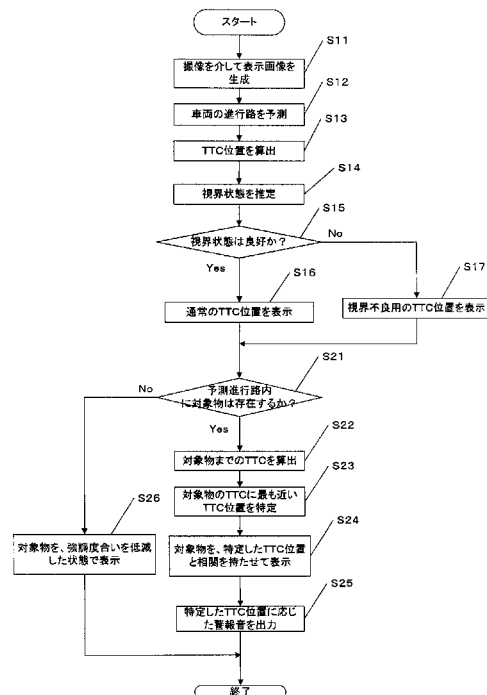 スタート
S11
撮像を介して表示画像を
生成
S12
車両の進行路を予測
S13
TTC位置を算出
S14
視界状態を推定
S15
視界状態は良好か？
No
Yes
S16
S17
通常のTTC位置を表示
視界不良用のTTC位置を表示
S21
予測進行路内
に対象物は存在するか？
No
Yes
S22
対象物までのTTCを算出
S23
対象物のTTCに最も近い
TTC位置を特定
S26
S24
対象物を、強調度合いを低減
した状態で表示
対象物を、特定したTTC位置
と相関を持たせて表示
S25
特定したTTC位置に応じ
た警報音を出力
終了